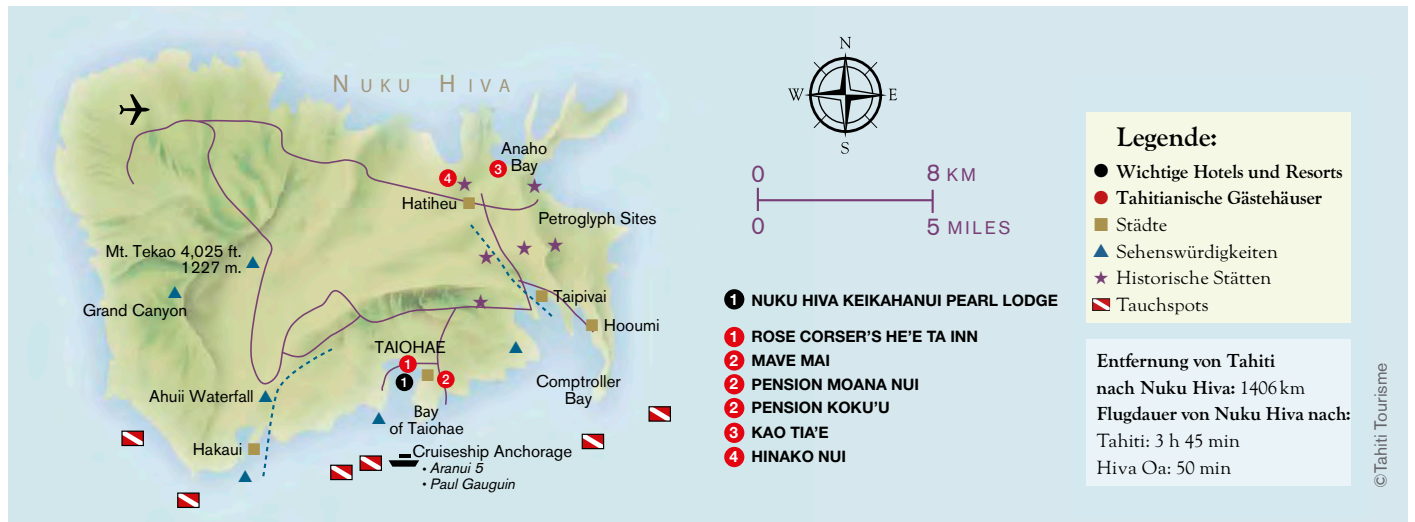 NUKU HIVA
Anaho
Bay
3
4
Hatiheu
Petroglyph Sites
Mt. Tekao 4,025 ft.
1227 m.
Grand Canyon
Taipivai
Hooumi
TAIOHAE
1
1
2
Ahuii Waterfall
Comptroller
Bay
Bay
of Taiohae
Hakaui
Cruiseship Anchorage
• Aranui 5
• Paul Gauguin
N
W E
S
0 8 KM
0 5 MILES
1 NUKU HIVA KEIKAHANUI PEARL LODGE
1 ROSE CORSER'S HE'E TA INN
2 MAVE MAI
2 PENSION MOANA NUI
2 PENSION KOKU'U
3 KAO TIA'E
4 HINAKO NUI
Legende:
Wichtige Hotels und Resorts
Tahitianische Gästehäuser
Städte
Sehenswürdigkeiten
Historische Stätten
Tauchspots
Entfernung von Tahiti
nach Nuku Hiva: 1406 km
Flugdauer von Nuku Hiva nach:
Tahiti: 3 h 45 min
Hiva Oa: 50 min
©Tahiti Tourisme